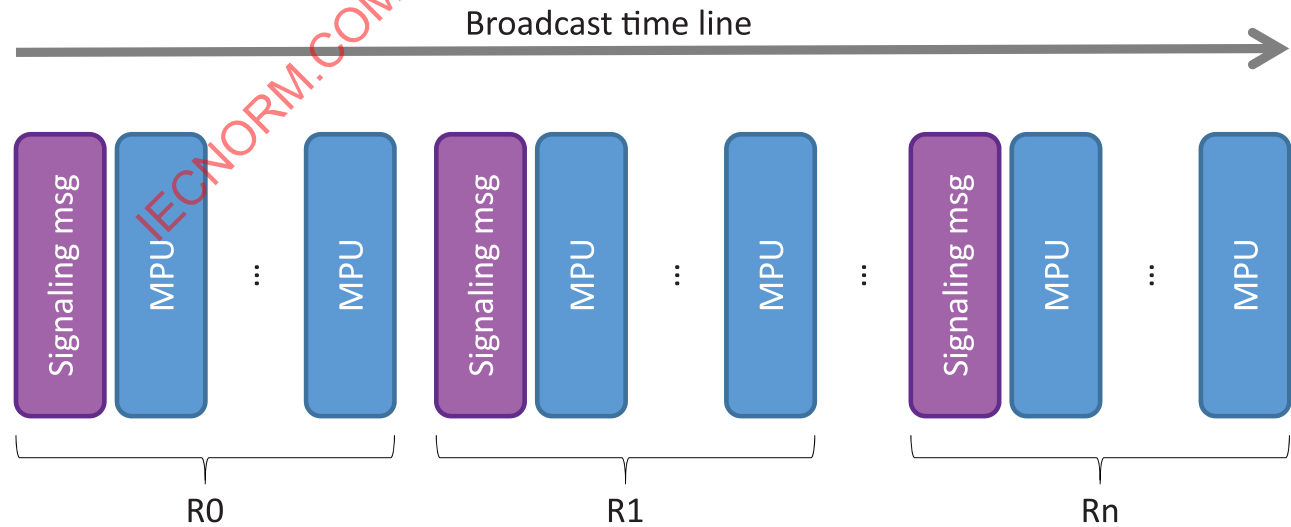 Broadcast time line
IECNORM.COM
Signaling msg
MPU
...
MPU
Signaling msg
MPU
...
MPU
...
Signaling msg
MPU
...
MPU
R0
R1
Rn